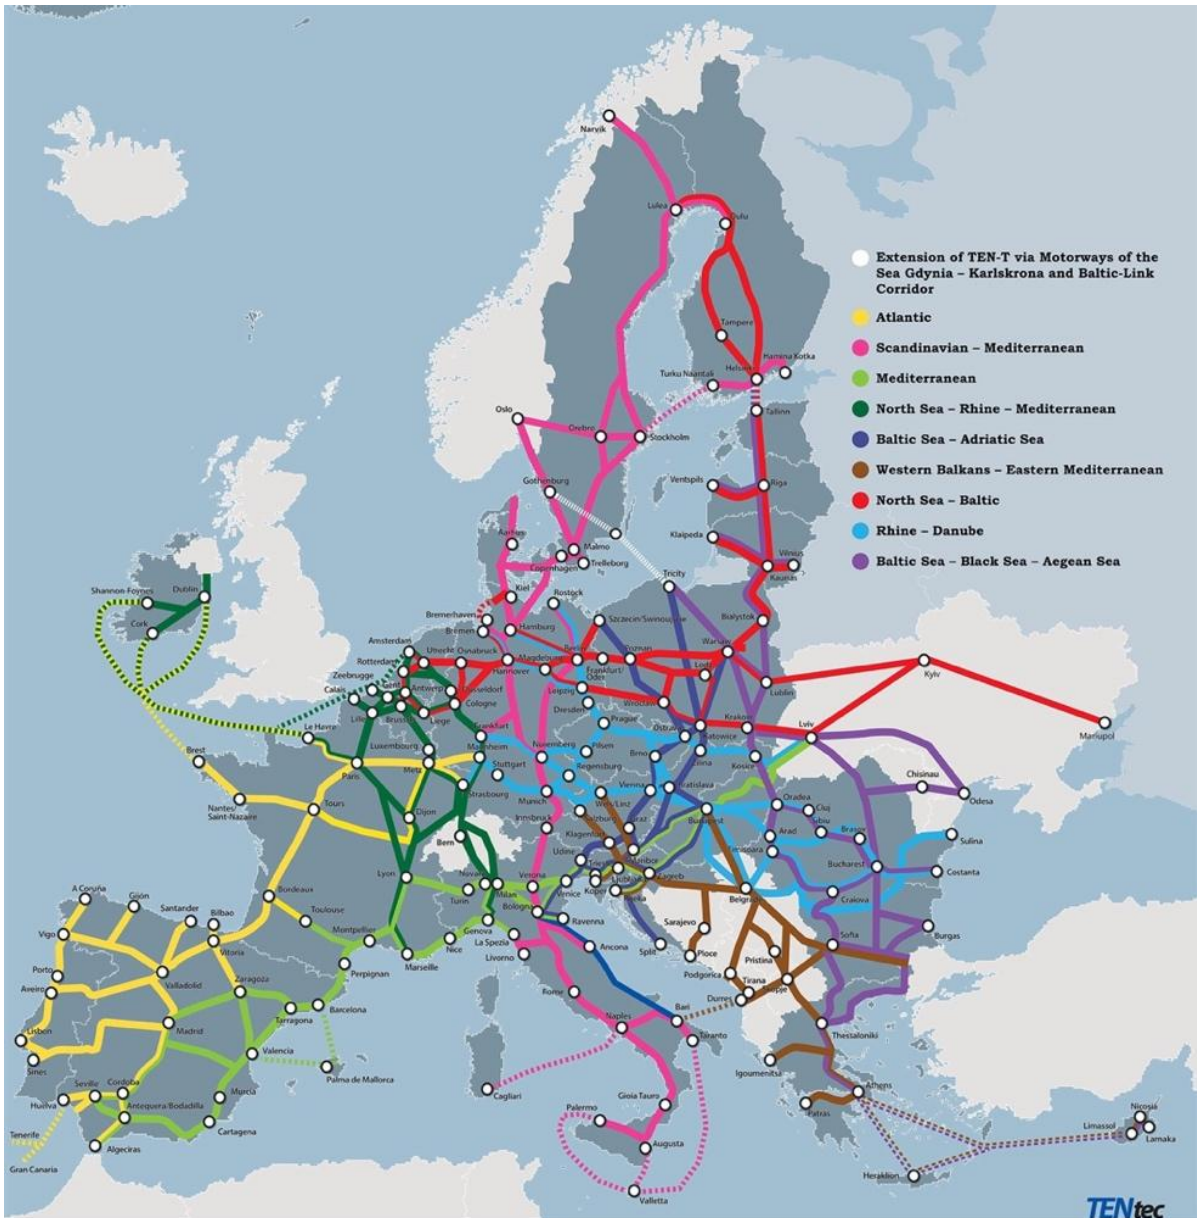 Narvik
Lulea
Oulu
Extension of TEN-T via Motorways of the
Sea Gdynia – Karlskrona and Baltic-Link
Corridor
Atlantic
Scandinavian – Mediterranean
Mediterranean
North Sea – Rhine – Mediterranean
Baltic Sea – Adriatic Sea
Western Balkans – Eastern Mediterranean
North Sea – Baltic
Rhine – Danube
Baltic Sea – Black Sea – Aegean Sea
Tampere
Hamina Kotka
Turku Naantali
Tallinn
Oslo
Orebro
Stockholm
Gothenburg
Ventspils
Riga
Klaipeda
Vilnius
Kaunas
Aarhus
Malmo
Copenhagen
Trelleborg
Tricity
Shannon-Foynes
Dublin
Cork
Kiel
Rostock
Bremerhaven
Bremen
Hamburg
Szczecin/Swinoujscie
Bialystok
Amsterdam
Utrecht
Osnabruck
Rotterdam
Zeebrugge
Calais
Gent
Antwerp
Dusseldorf
Cologne
Hannover
Magdeburg
Berlin
Frankfurt/
Oder
Poznan
Warsaw
Lodz
Lublin
Kyiv
Mariupol
Lille
Brussels
Liege
Leipzig
Dresden
Wroclaw
Le Havre
Luxembourg
Frankfurt
Mannheim
Prague
Ostrava
Katowice
Krakow
Lviv
Brest
Paris
Metz
Stuttgart
Nuremberg
Pilsen
Regensburg
Brno
Zilina
Kosice
Chisinau
Odesa
Nantes/
Saint-Nazaire
Tours
Dijon
Strasbourg
Munich
Wels/Linz
Vienna
Bratislava
Budapest
Oradea
Cluj
Sibiu
Brasov
Sulina
Bern
Innsbruck
Salzburg
Klagenfurt
Graz
Maribor
Arad
Timisoara
Bucharest
Costanta
Lyon
Novara
Milan
Turin
Verona
Udine
Trieste
Venice
Koper
Ljubljana
Rijeka
Zagreb
Belgrade
Craiova
A Coruña
Gijón
Santander
Bilbao
Bordeaux
Toulouse
Montpellier
Genova
La Spezia
Bologna
Ravenna
Vigo
Vitoria
Perpignan
Marseille
Nice
Livorno
Ancona
Split
Sarajevo
Ploce
Sofia
Burgas
Porto
Aveiro
Valladolid
Zaragoza
Barcelona
Tarragona
Podgorica
Pristina
Tirana
Skopje
Durres
Rome
Lisbon
Sines
Madrid
Valencia
Palma de Mallorca
Naples
Bari
Taranto
Thessaloniki
Igoumenitsa
Huelva
Seville
Cordoba
Antequera/Bobadilla
Murcia
Cartagena
Algeciras
Tenerife
Gran Canaria
Cagliari
Gioia Tauro
Palermo
Augusta
Valletta
Athens
Patras
Heraklion
Nicosia
Limassol
Larnaka
TENtec